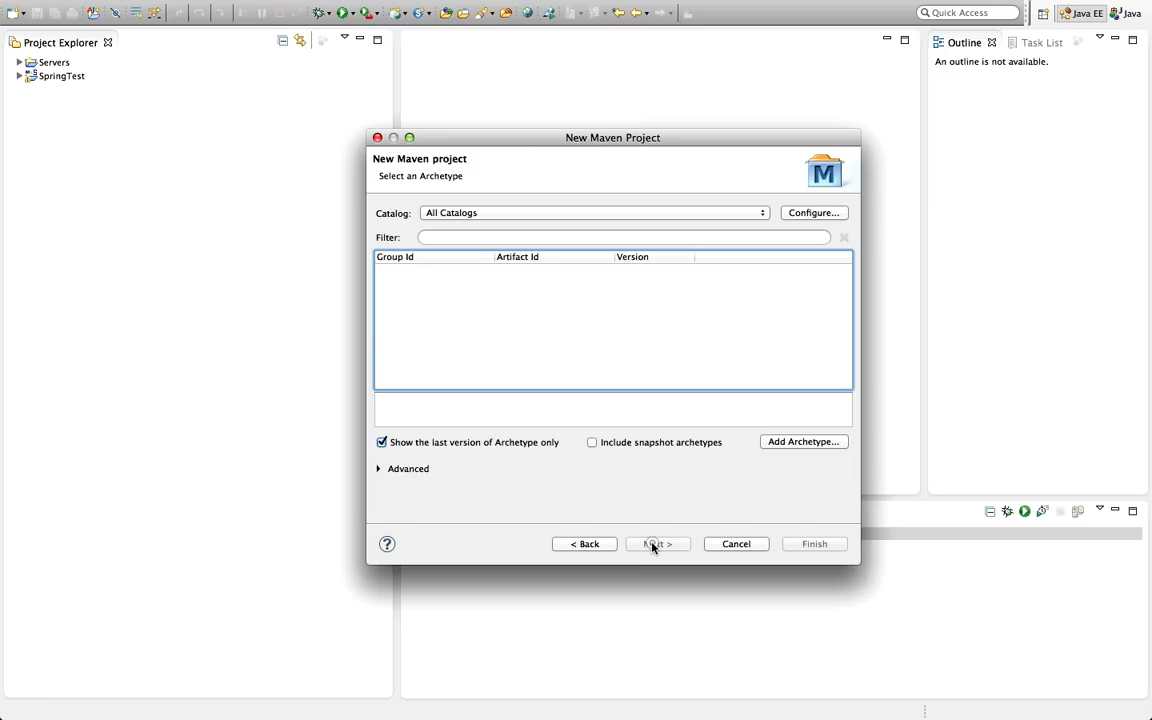 Quick Access
Java EE
Java
Project Explorer
Servers
SpringTest
Outline
Task List
An outline is not available.
New Maven Project
New Maven project
Select an Archetype
M
Catalog:
All Catalogs
Configure...
Filter:
Group Id
Artifact Id
Version
Show the last version of Archetype only
Include snapshot archetypes
Add Archetype...
Advanced
?
< Back
Cancel
Finish